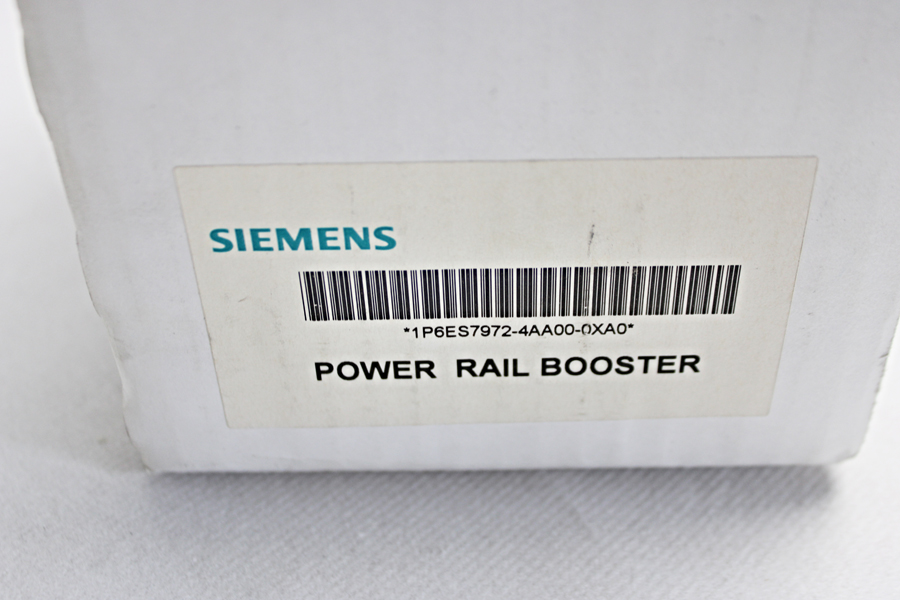 SIEMENS
*1P6ES7972-4AA00-0XA0*
POWER RAIL BOOSTER